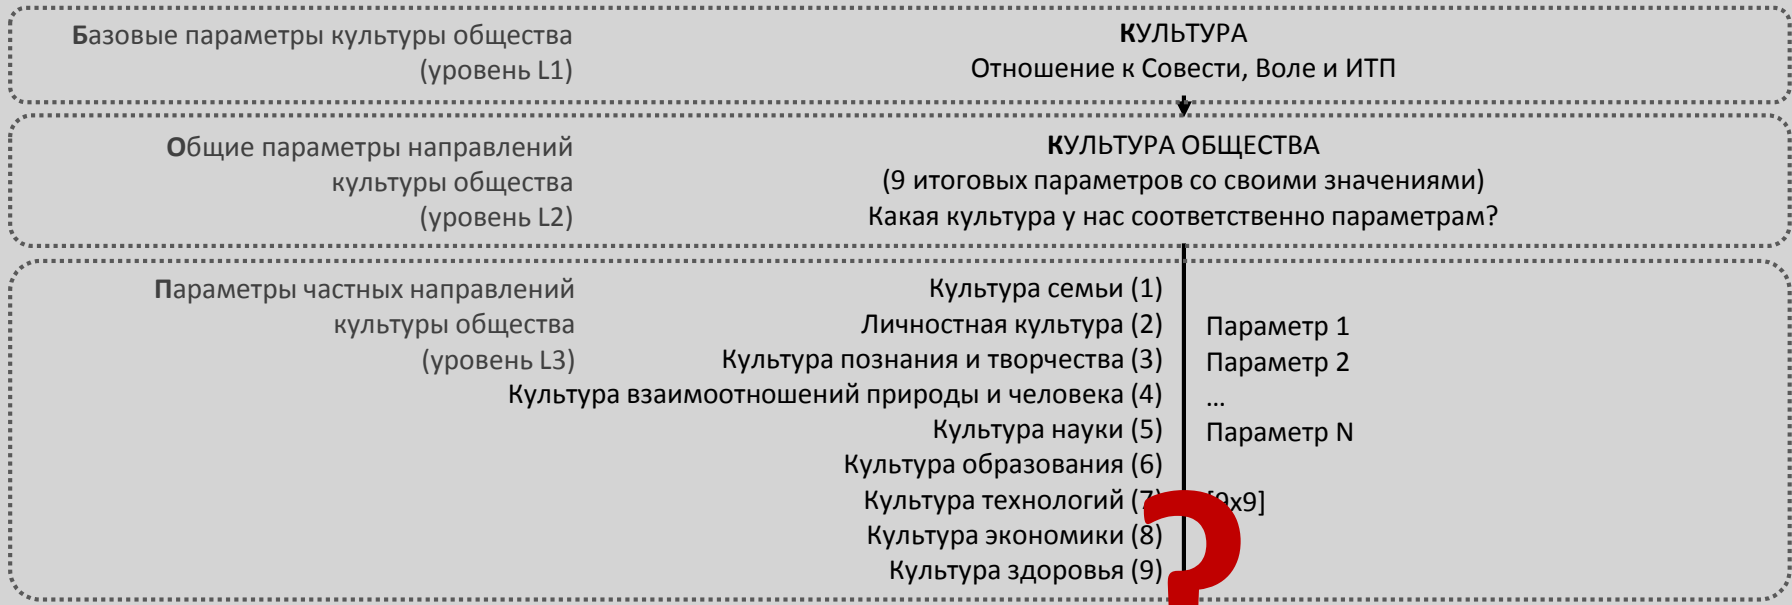 Базовые параметры культуры общества
(уровень L1)
КУЛЬТУРА
Отношение к Совести, Воле и ИТП
Общие параметры направлений
культуры общества
(уровень L2)
КУЛЬТУРА ОБЩЕСТВА
(9 итоговых параметров со своими значениями)
Какая культура у нас соответственно параметрам?
Параметры частных направлений
культуры общества
(уровень L3)
Культура семьи (1)
Личностная культура (2)
Культура познания и творчества (3)
Культура взаимоотношений природы и человека (4)
Культура науки (5)
Культура образования (6)
Культура технологий (7)
Культура экономики (8)
Культура здоровья (9)
Параметр 1
Параметр 2
…
Параметр N
[9х9]
?